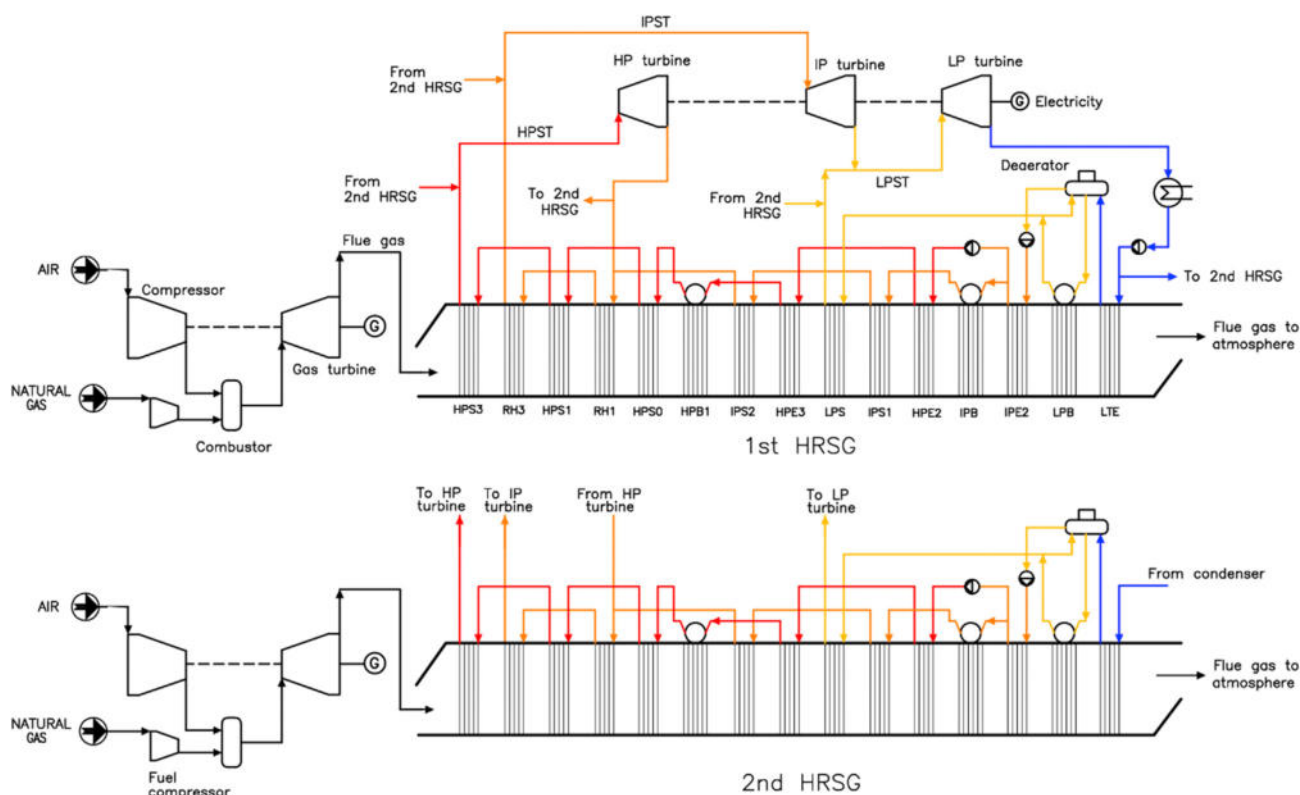 IPST
HP turbine
IP turbine
LP turbine
From
2nd HRSG
G
Electricity
HPST
Deaerator
From
2nd HRSG
To 2nd
HRSG
From 2nd
HRSG
LPST
Flue gas
AIR
Compressor
To 2nd HRSG
G
Flue gas to
atmosphere
Gas turbine
NATURAL
GAS
Combustor
HPS3
RH3
HPS1
RH1
HPS0
HPB1
IPS2
HPE3
LPS
IPS1
HPE2
IPB
IPE2
LPB
LTE
1st HRSG
To HP
turbine
To IP
turbine
From HP
turbine
To LP
turbine
From condenser
AIR
G
Flue gas to
atmosphere
NATURAL
GAS
Fuel
compressor
2nd HRSG